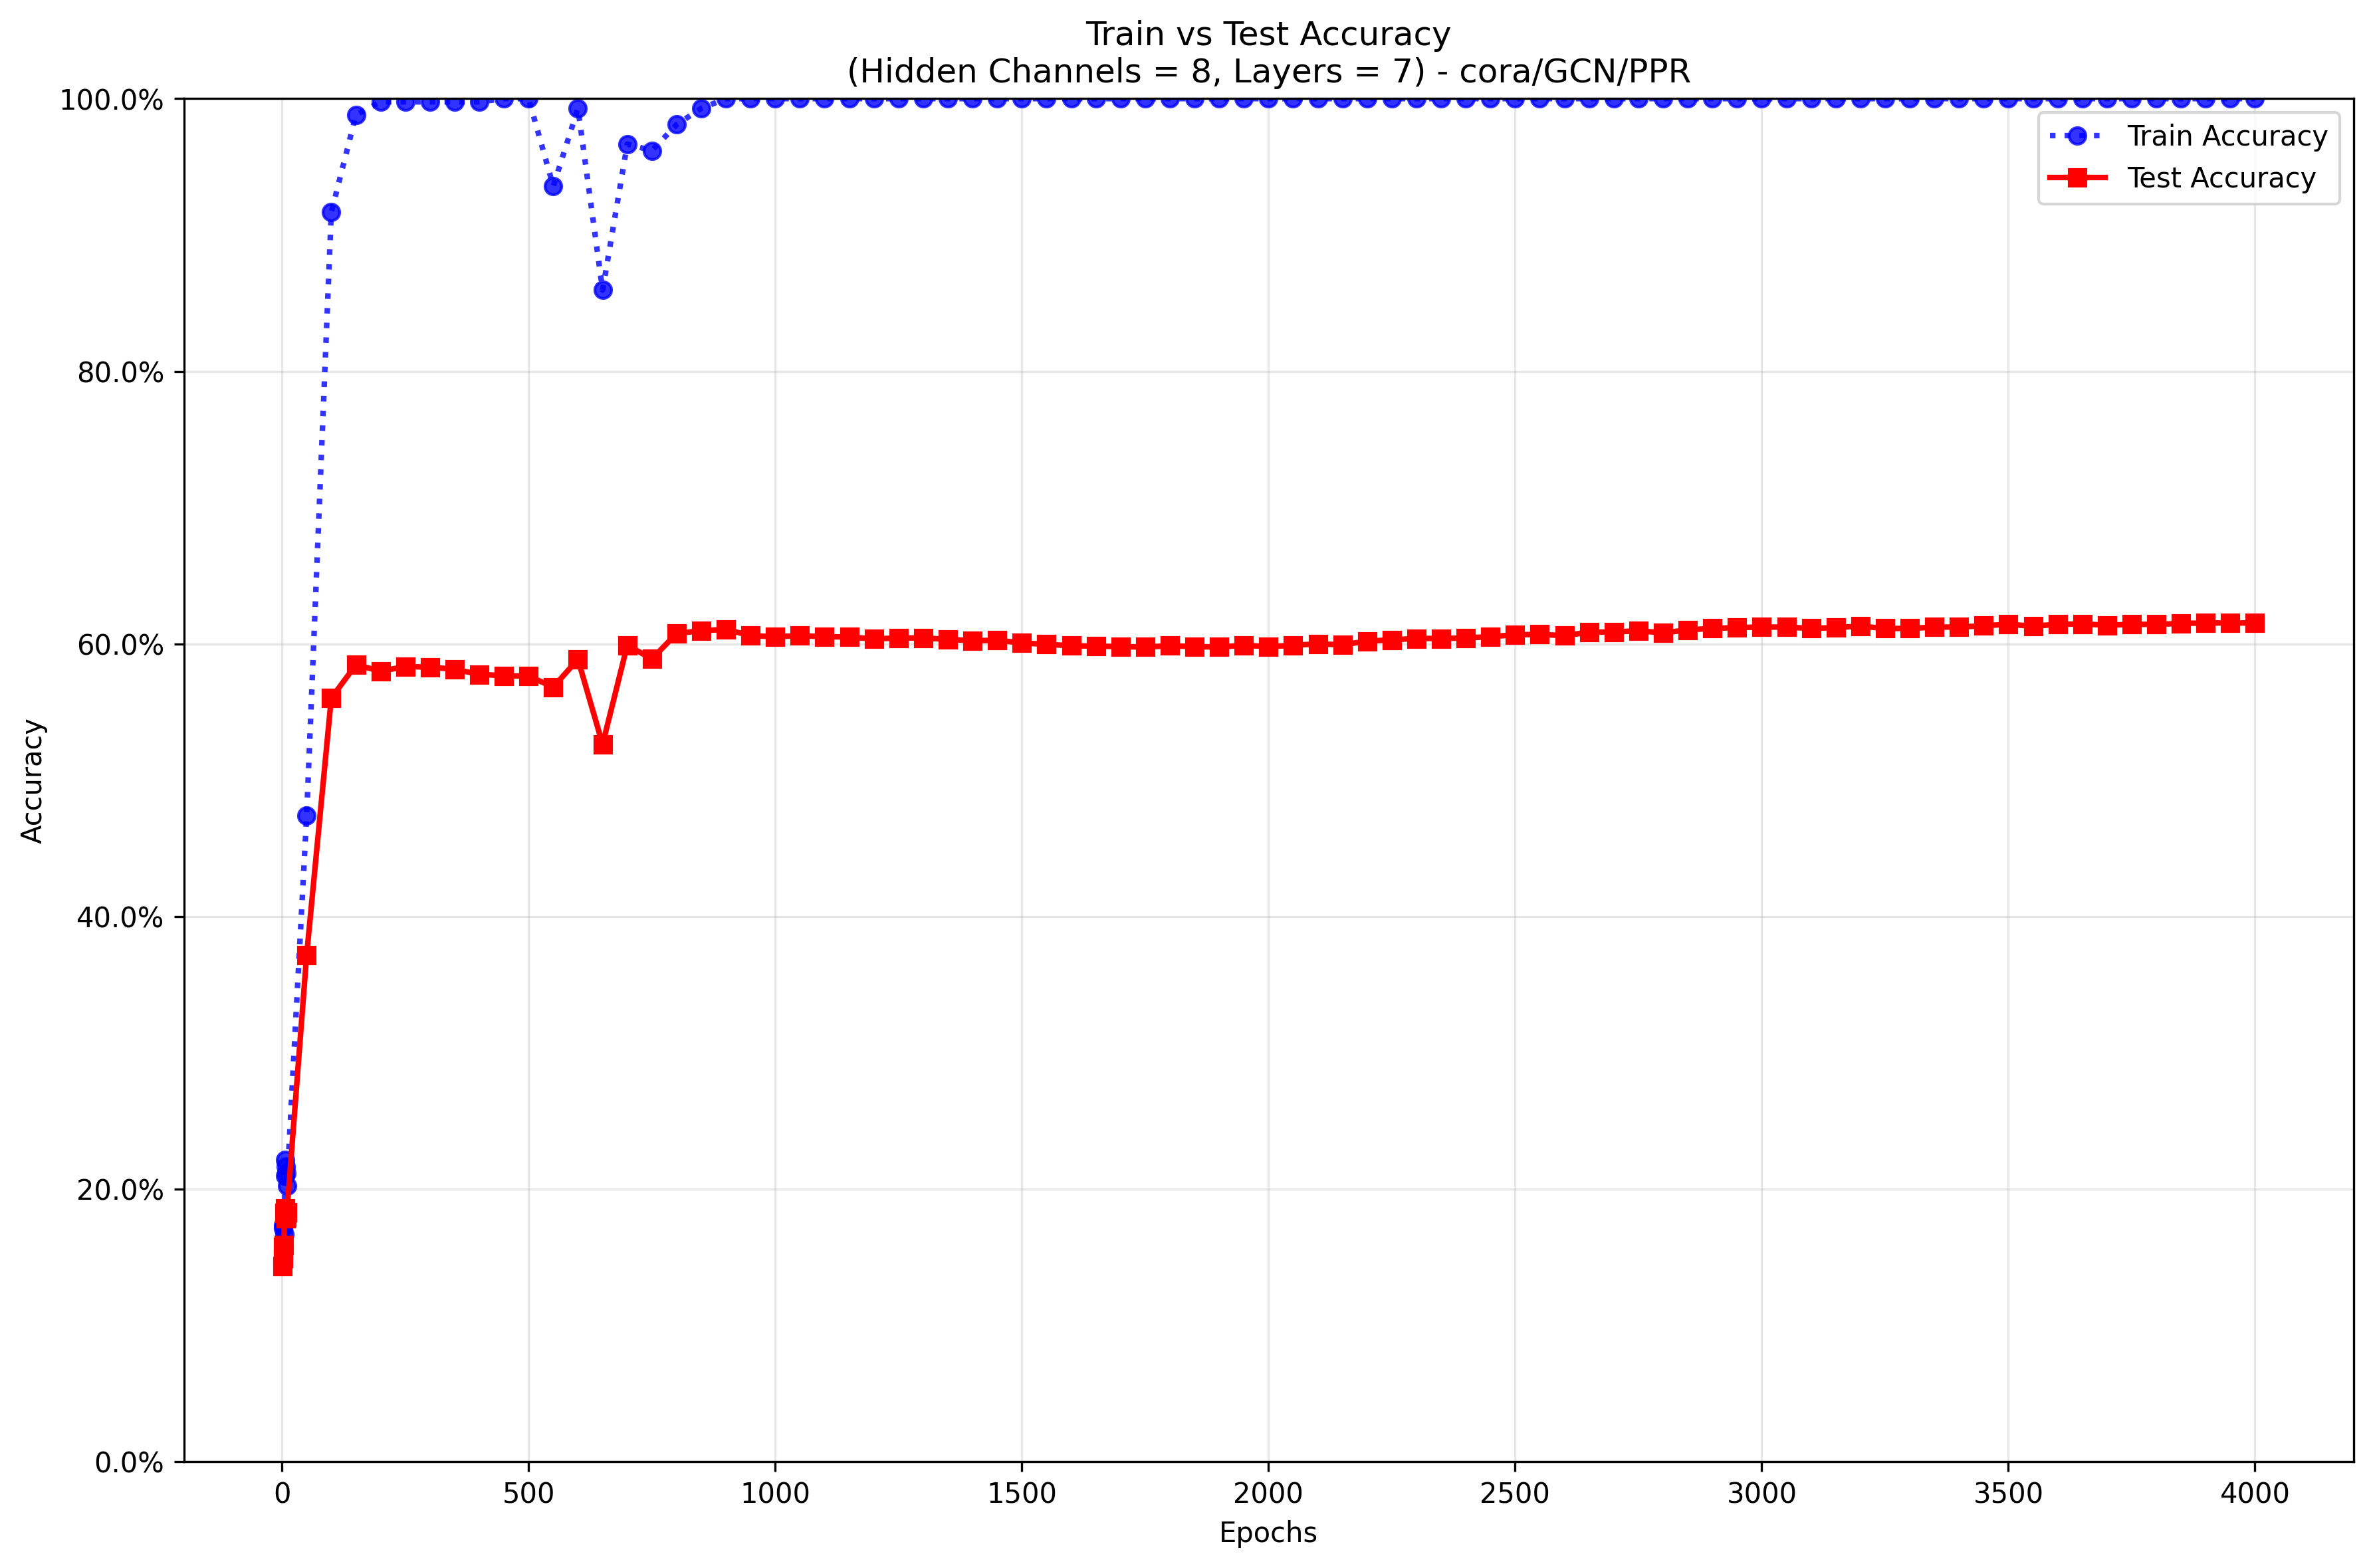 Train vs Test Accuracy
(Hidden Channels = 8, Layers = 7) - cora/GCN/PPR
100.0%
80.0%
60.0%
40.0%
20.0%
0.0%
Accuracy
Train Accuracy
Test Accuracy
0 500 1000 1500 2000 2500 3000 3500 4000
Epochs